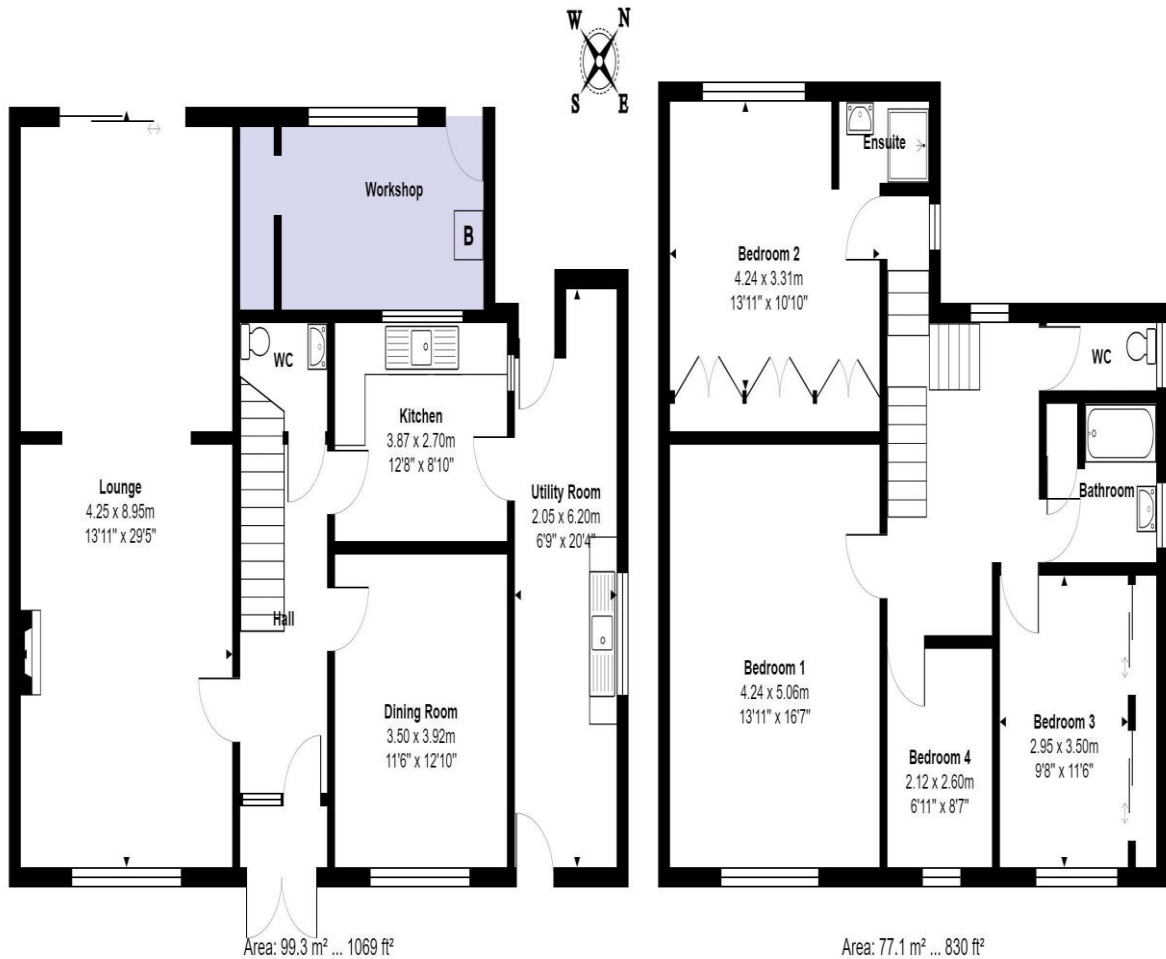 W N
S E
Workshop
B
WC
Kitchen
3.87 x 2.70m
12'8" x 8'10"
Lounge
4.25 x 8.95m
13'11" x 29'5"
Utility Room
2.05 x 6.20m
6'9" x 20'4"
Hall
Dining Room
3.50 x 3.92m
11'6" x 12'10"
Area: 99.3 m² ... 1069 ft²
Ensuite
Bedroom 2
4.24 x 3.31m
13'11" x 10'10"
WC
Bathroom
Bedroom 1
4.24 x 5.06m
13'11" x 16'7"
Bedroom 3
2.95 x 3.50m
9'8" x 11'6"
Bedroom 4
2.12 x 2.60m
6'11" x 8'7"
Area: 77.1 m² ... 830 ft²